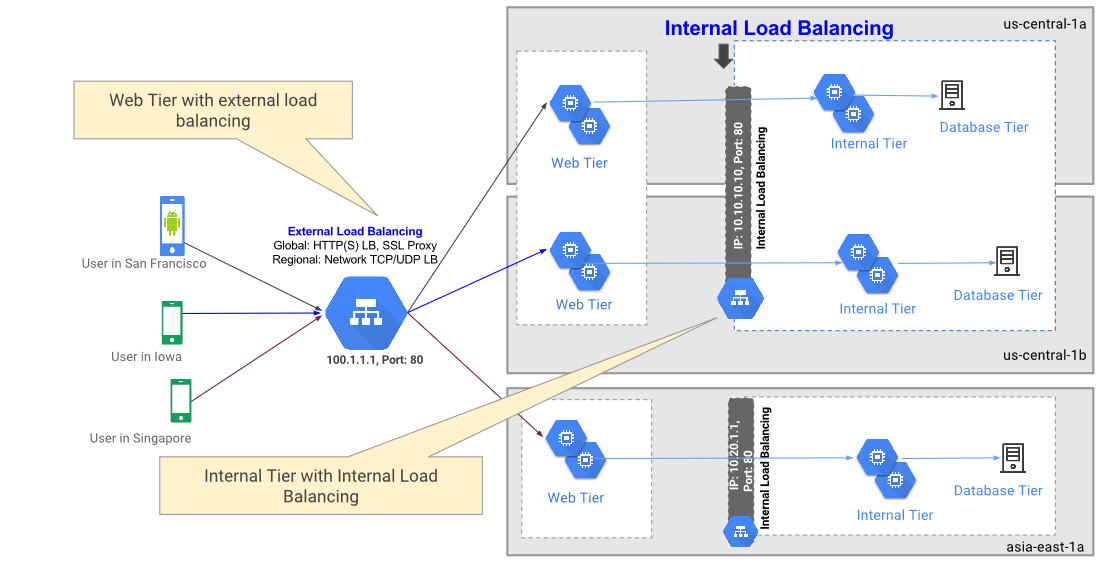 Internal Load Balancing
us-central-1a
Web Tier with external load
balancing
Web Tier
IP: 10.10.10.10, Port: 80
Internal Load Balancing
Internal Tier
Database Tier
User in San Francisco
External Load Balancing
Global: HTTP(S) LB, SSL Proxy
Regional: Network TCP/UDP LB
100.1.1.1, Port: 80
User in Iowa
User in Singapore
Web Tier
Internal Tier
Database Tier
us-central-1b
Internal Tier with Internal Load
Balancing
Web Tier
IP: 10.20.1.1,
Port: 80
Internal Load Balancing
Internal Tier
Database Tier
asia-east-1a